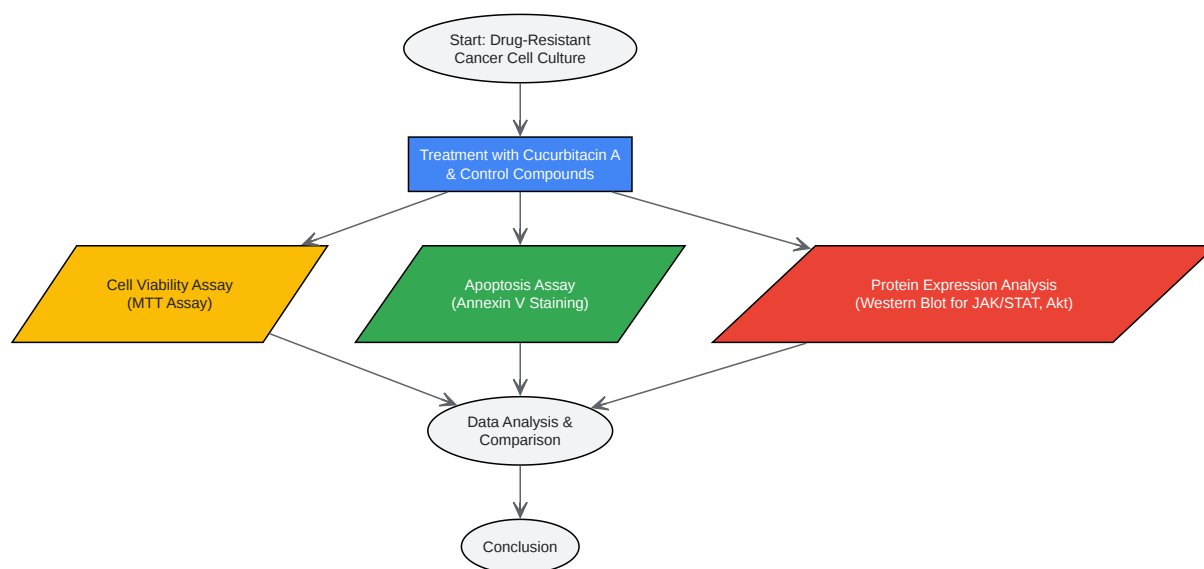 Start: Drug-Resistant
Cancer Cell Culture
Treatment with Cucurbitacin A
& Control Compounds
Cell Viability Assay
(MTT Assay)
Apoptosis Assay
(Annexin V Staining)
Protein Expression Analysis
(Western Blot for JAK/STAT, Akt)
Data Analysis &
Comparison
Conclusion